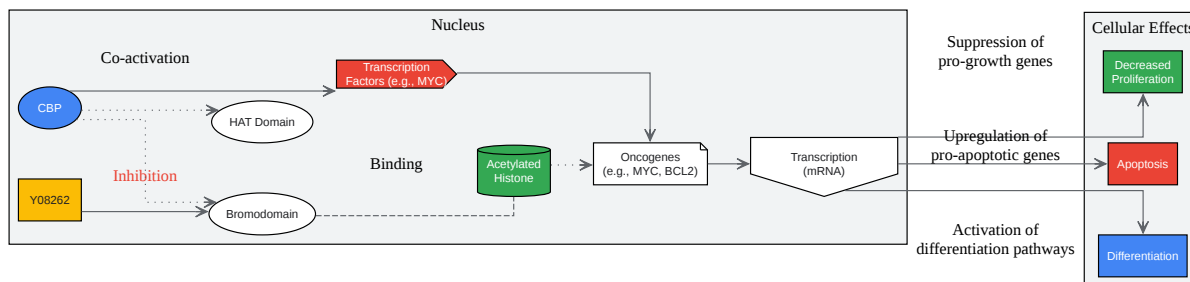 Nucleus
Cellular Effects
Co-activation
Suppression of
pro-growth genes
Transcription
Factors (e.g., MYC)
Decreased
Proliferation
CBP
HAT Domain
Binding
Acetylated
Histone
Oncogenes
(e.g., MYC, BCL2)
Transcription
(mRNA)
Upregulation of
pro-apoptotic genes
Apoptosis
Inhibition
Y08262
Bromodomain
Activation of
differentiation pathways
Differentiation